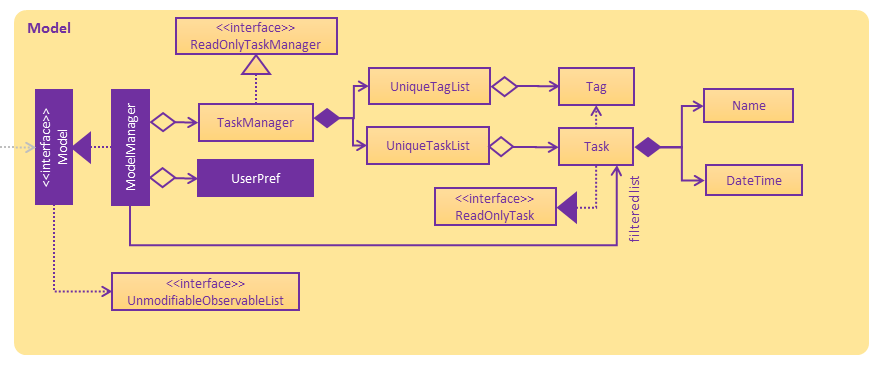 Model
<<interface>>
ReadOnlyTaskManager
<<interface>>
Model
ModelManager
TaskManager
UserPref
UniqueTagList
UniqueTaskList
Tag
Task
Name
DateTime
<<interface>>
ReadOnlyTask
filtered list
<<interface>>
UnmodifiableObservableList